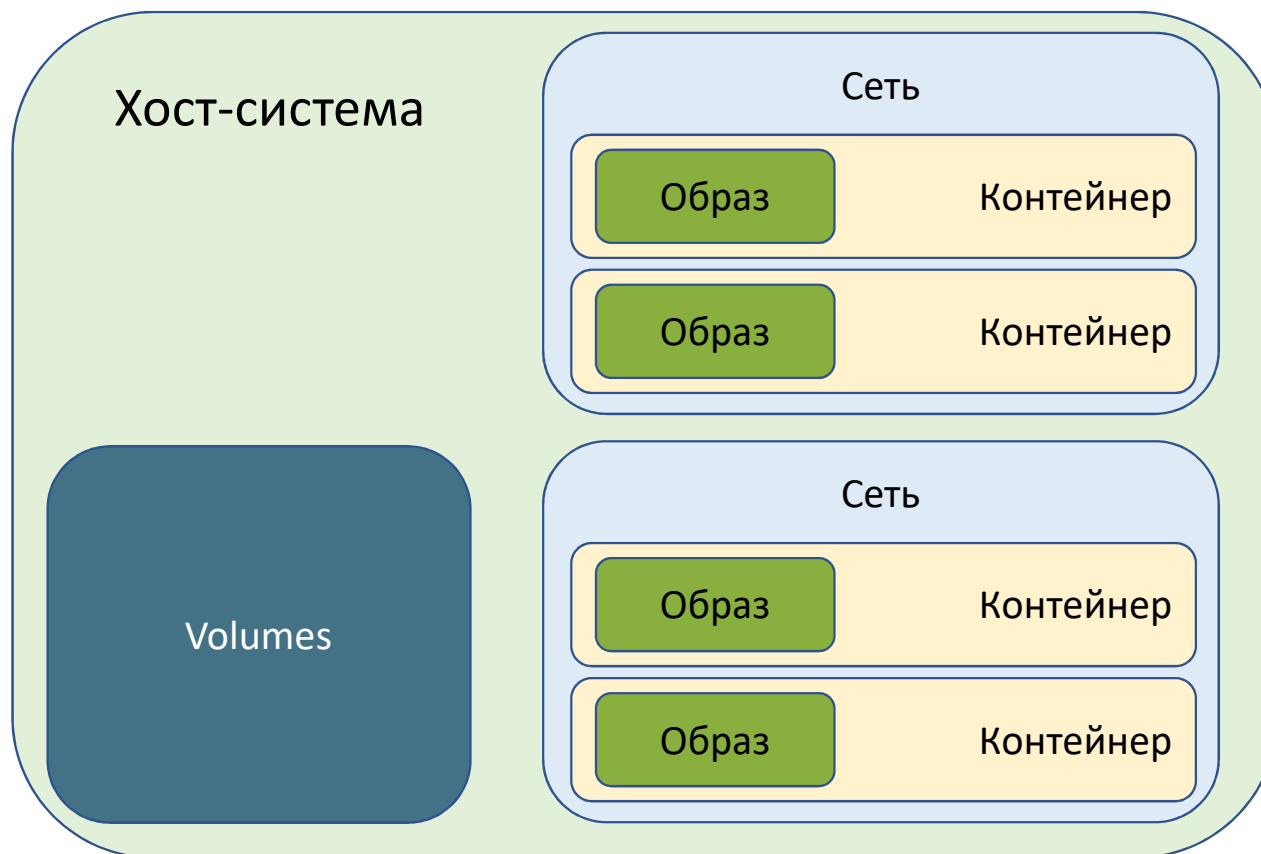 Хост-система
Сеть
Образ
Контейнер
Образ
Контейнер
Volumes
Сеть
Образ
Контейнер
Образ
Контейнер